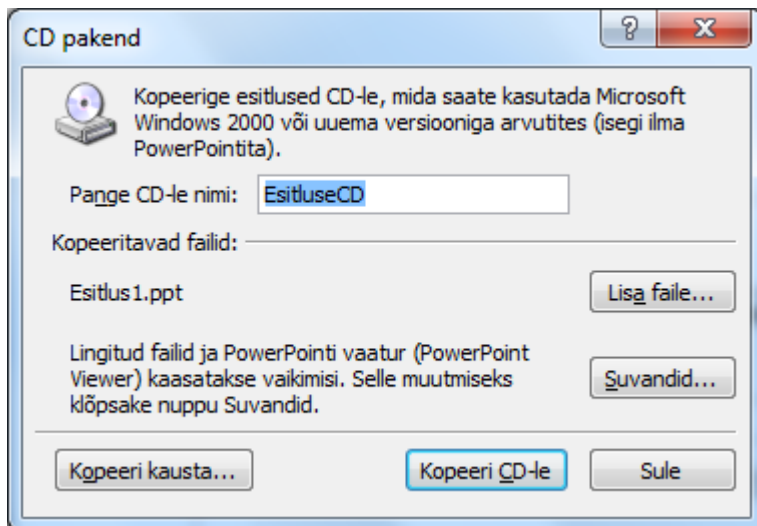 CD pakend
Kopeerige esitlused CD-le, mida saate kasutada Microsoft
Windows 2000 või uuema versiooniga arvutites (isegi ilma
PowerPointita).
Pange CD-le nimi: EsitluseCD
Kopeeritavad failid:
Esitlus1.ppt
Lisa faile...
Lingitud failid ja PowerPointi vaatur (PowerPoint
Viewer) kaasatakse vaikimisi. Selle muutmiseks
klõpsake nuppu Suvandid.
Suvandid...
Kopeeri kausta... Kopeeri CD-le Sule